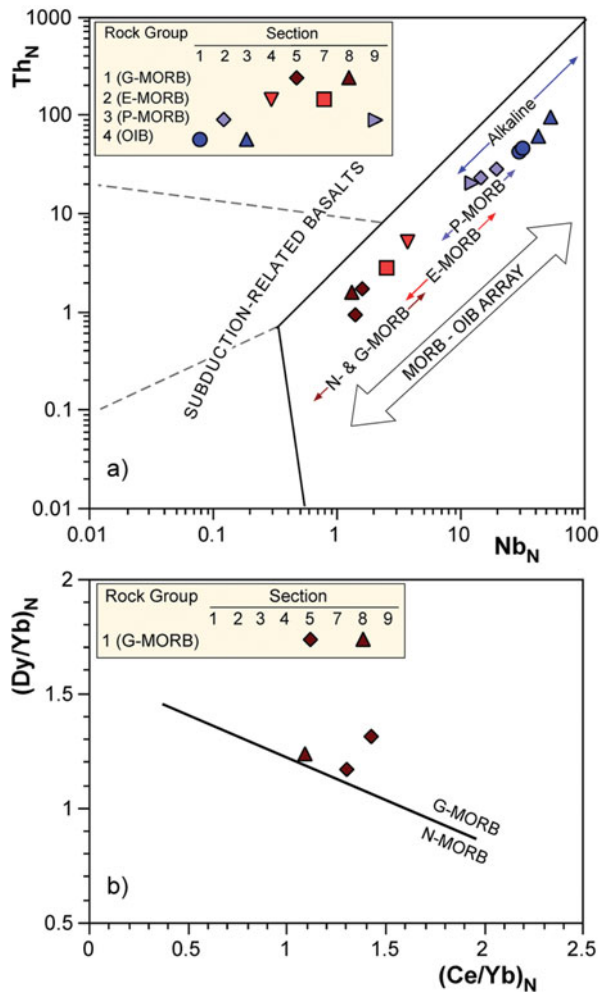 Rock Group Section
1 2 3 4 5 7 8 9
1 (G-MORB)
2 (E-MORB)
3 (P-MORB)
4 (OIB)
Th_N
1000
100
10
1
0.1
0.01
Alkaline
P-MORB
E-MORB
N- & G-MORB
MORB - OIB ARRAY
SUBDUCTION-RELATED BASALTS
a)
0.01 0.1 1 10 100
Nb_N
Rock Group Section
1 2 3 4 5 7 8 9
1 (G-MORB)
(Dy/Yb)_N
2
1.5
1
0.5
G-MORB
N-MORB
b)
0 0.5 1 1.5 2 2.5
(Ce/Yb)_N